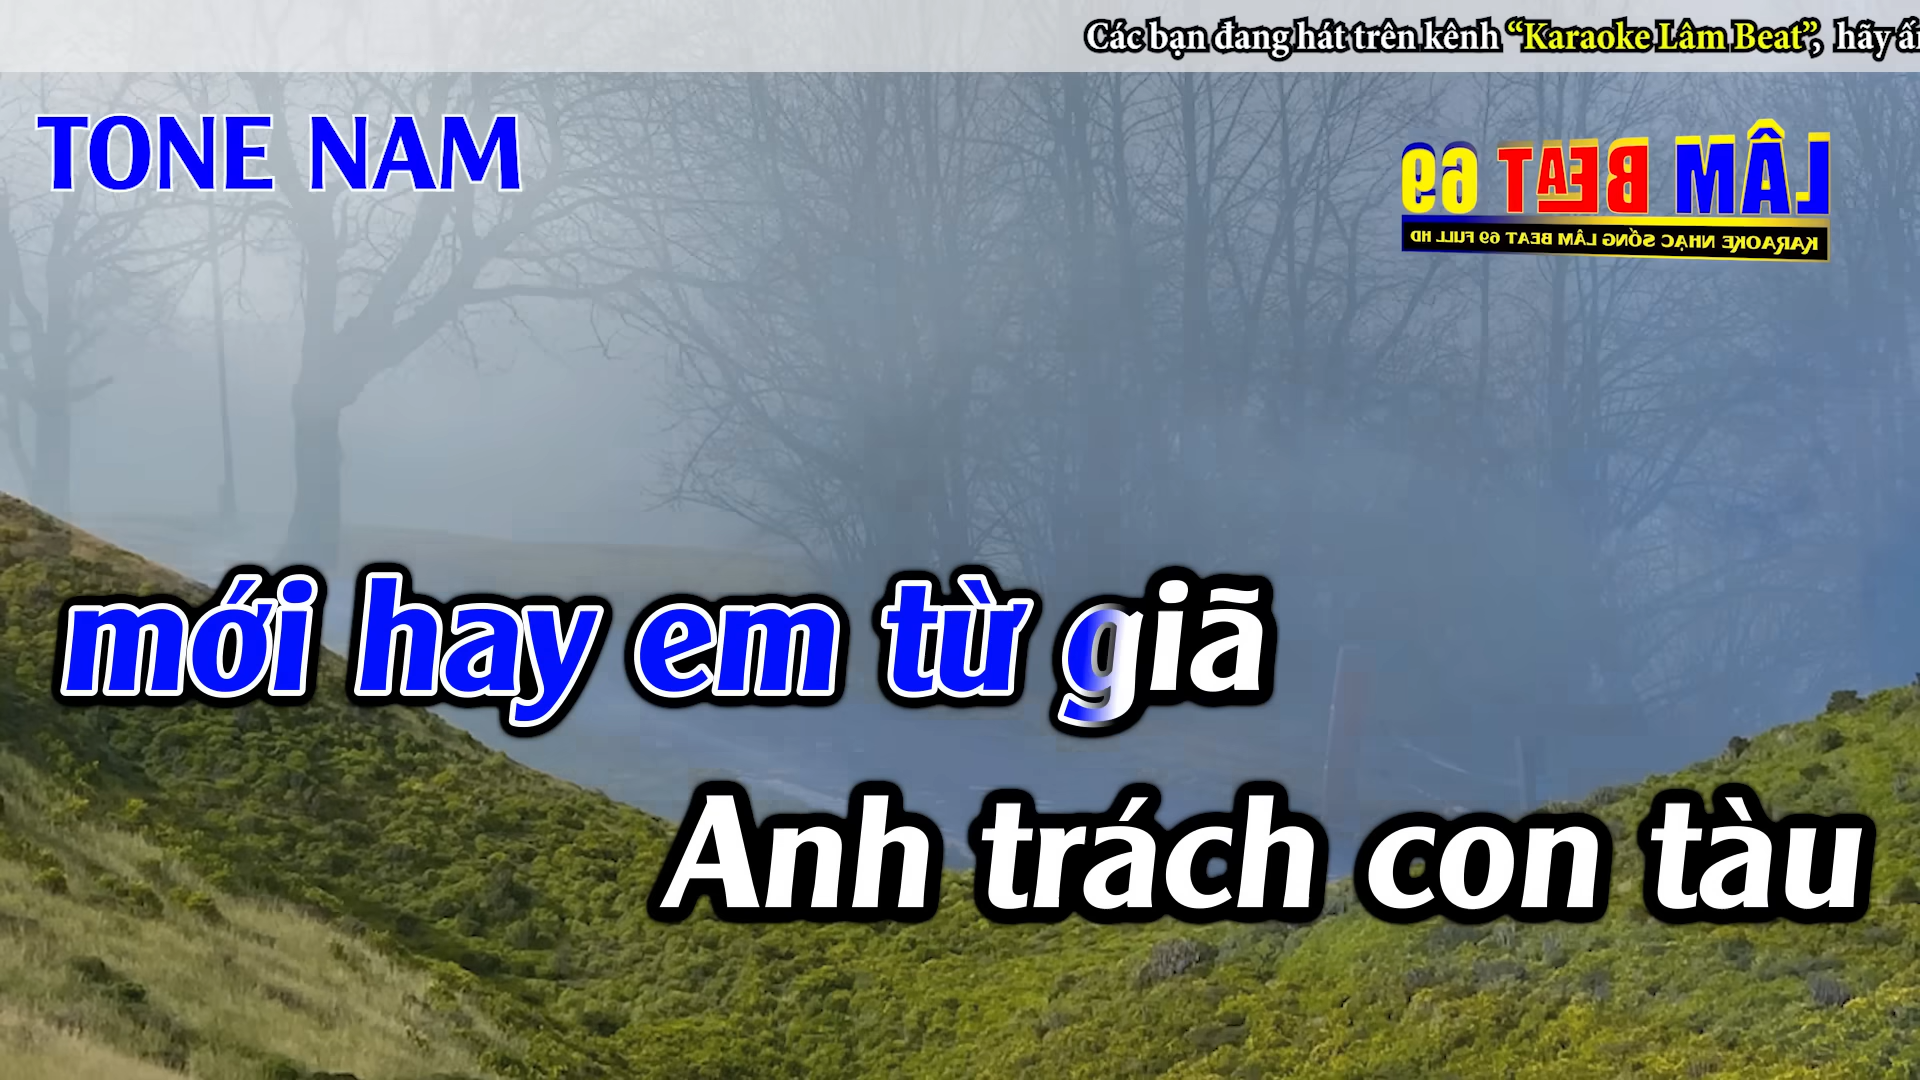 Các bạn đang hát trên kênh “Karaoke Lâm Beat”, hãy
TONE NAM
LÂM BEAT 69
KARAOKE NHẠC SỐNG LÂM BEAT 69 FULL HD
mới hay em từ giã
Anh trách con tàu